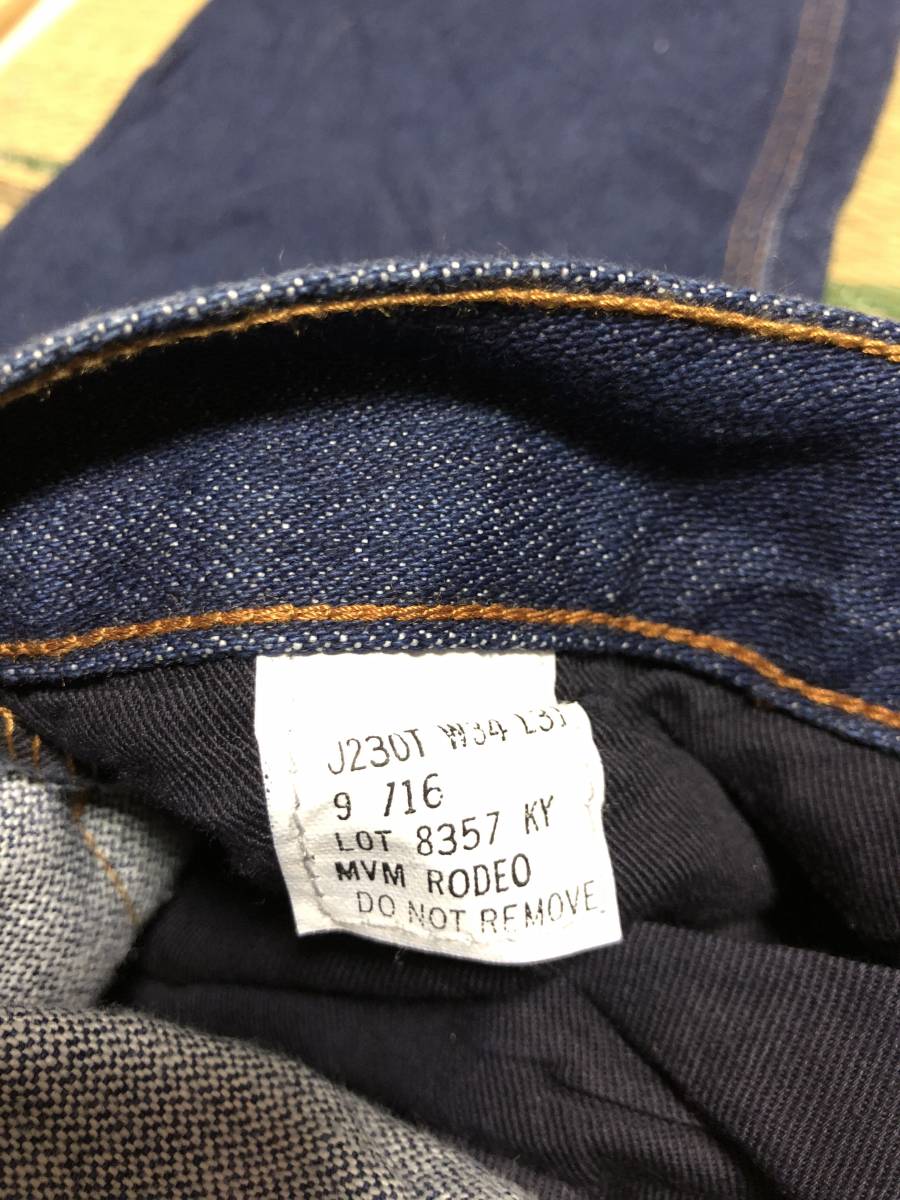 J230T W34 L31
9 /16
LOT 8357 KY
MVM RODEO
DO NOT REMOVE